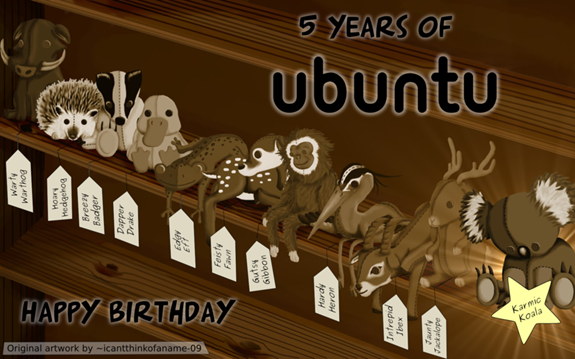 5 YEARS OF
ubuntu
Warty
Warthog
Hoary
Hedgehog
Breezy
Badger
Dapper
Drake
Edgy
Eft
Feisty
Fawn
Gutsy
Gibbon
Hardy
Heron
Intrepid
Ibex
Jaunty
Jackalope
Karmic
Koala
HAPPY BIRTHDAY
Original artwork by ~icantthinkofaname-09